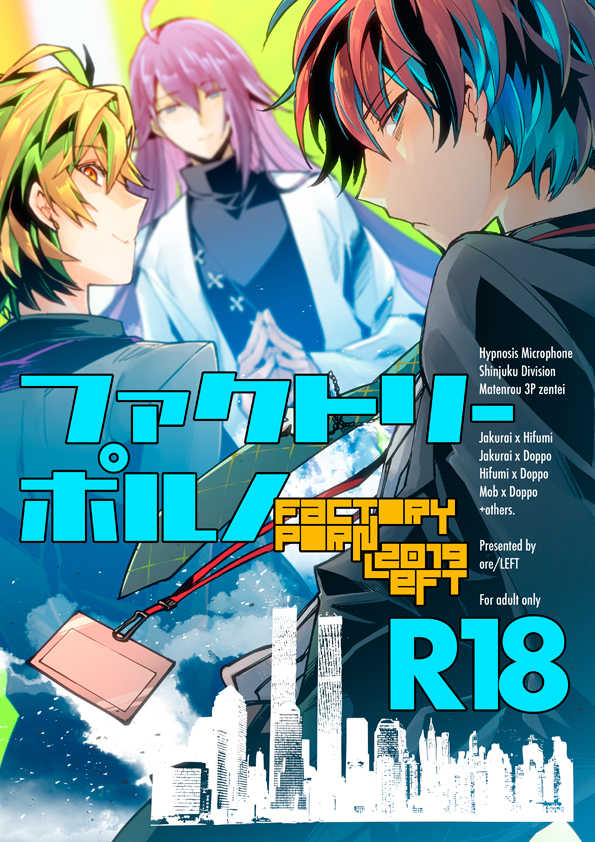 Hypnosis Microphone
Shinjuku Division
Matenrou 3P zentei
Jakurai x Hifumi
Jakurai x Doppo
Hifumi x Doppo
Mob x Doppo
+others.
Presented by
ore/LEFT
For adult only
ファクトリー
ポルノ
FACTORY
PORN 2019
LEFT
R18